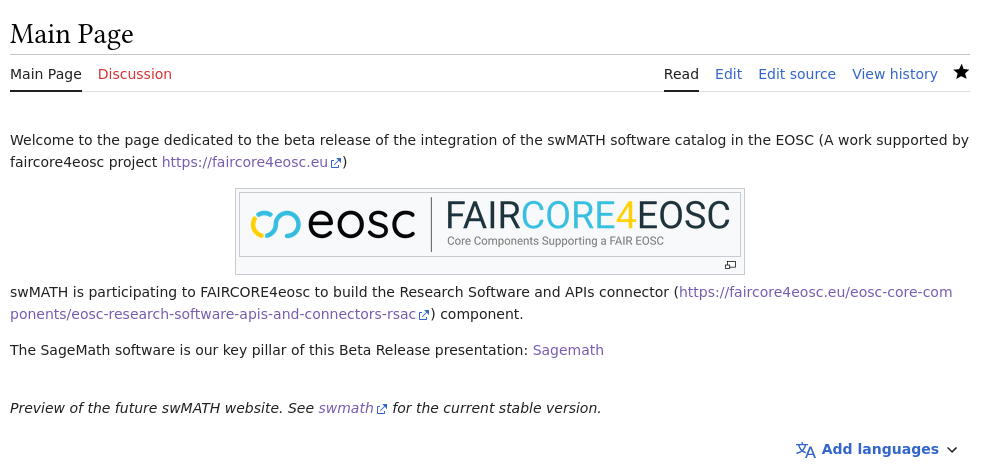 Main Page
Main Page Discussion Read Edit Edit source View history
Welcome to the page dedicated to the beta release of the integration of the swMATH software catalog in the EOSC (A work supported by
faircore4eosc project https://faircore4eosc.eu)
eosc FAIRCORE4EOSC
Core Components Supporting a FAIR EOSC
swMATH is participating to FAIRCORE4eosc to build the Research Software and APIs connector (https://faircore4eosc.eu/eosc-core-com
ponents/eosc-research-software-apis-and-connectors-rsac) component.
The SageMath software is our key pillar of this Beta Release presentation: Sagemath
Preview of the future swMATH website. See swmath for the current stable version.
Add languages